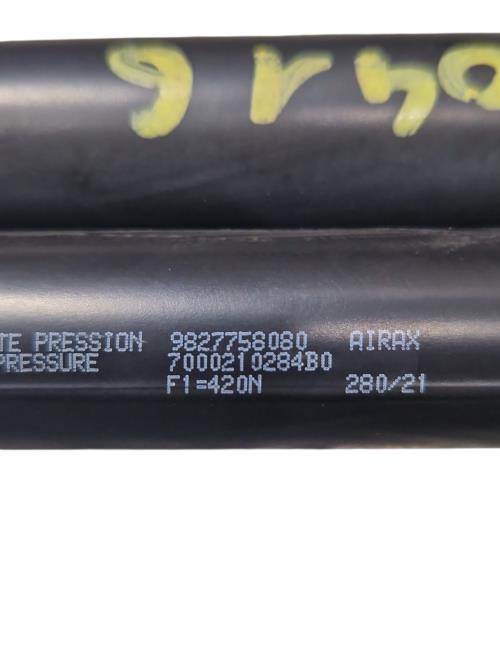 TE PRESSION 9827758080 AIRAX
PRESSURE 7000210284B0
F1=420N 280/21